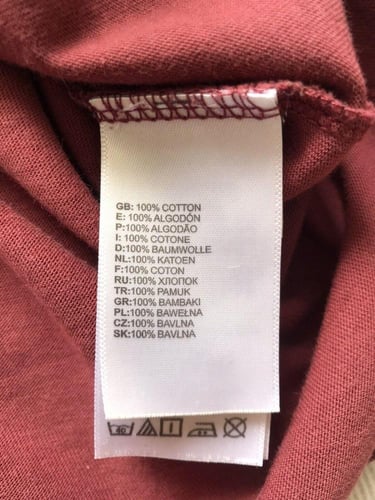 GB: 100% COTTON
E: 100% ALGODÓN
P: 100% ALGODÃO
I: 100% COTONE
D: 100% BAUMWOLLE
NL: 100% KATOEN
F: 100% COTON
RU: 100% ХЛОПОК
TR: 100% PAMUK
GR: 100% BAMBAKI
PL: 100% BAWEŁNA
CZ: 100% BAVLNA
SK: 100% BAVLNA
40